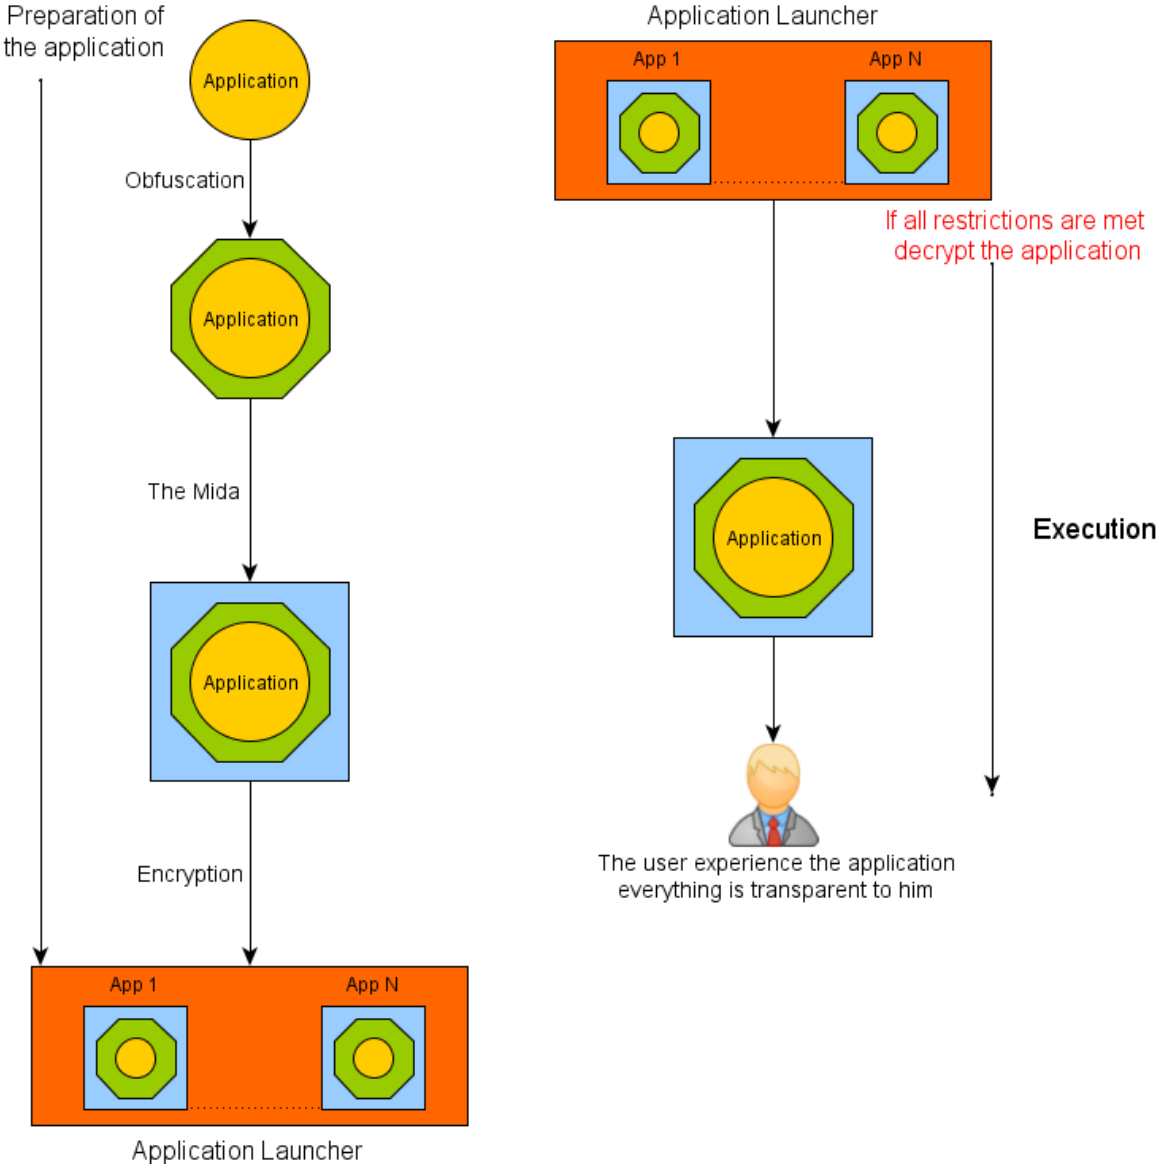 Preparation of
the application
Application
Obfuscation
Application
The Mida
Application
Encryption
App 1
App N
Application Launcher
Application Launcher
App 1
App N
If all restrictions are met
decrypt the application
Application
Execution
The user experience the application
everything is transparent to him